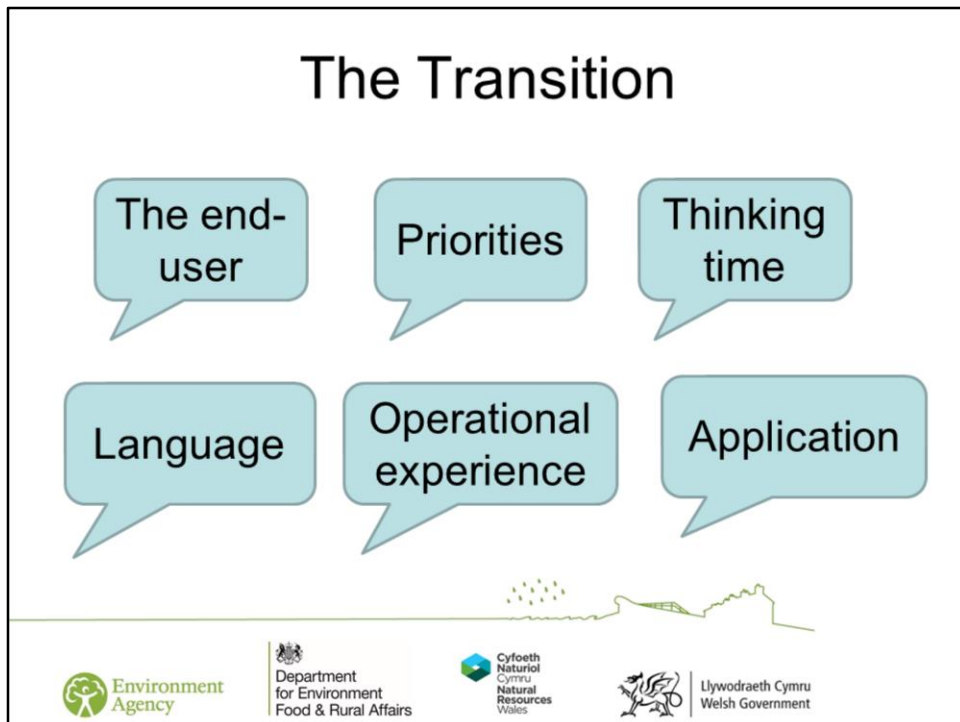 The Transition
The end-
user
Priorities
Thinking
time
Language
Operational
experience
Application
Environment
Agency
Department
for Environment
Food & Rural Affairs
Cyfoeth
Naturiol
Cymru
Natural
Resources
Wales
Llywodraeth Cymru
Welsh Government